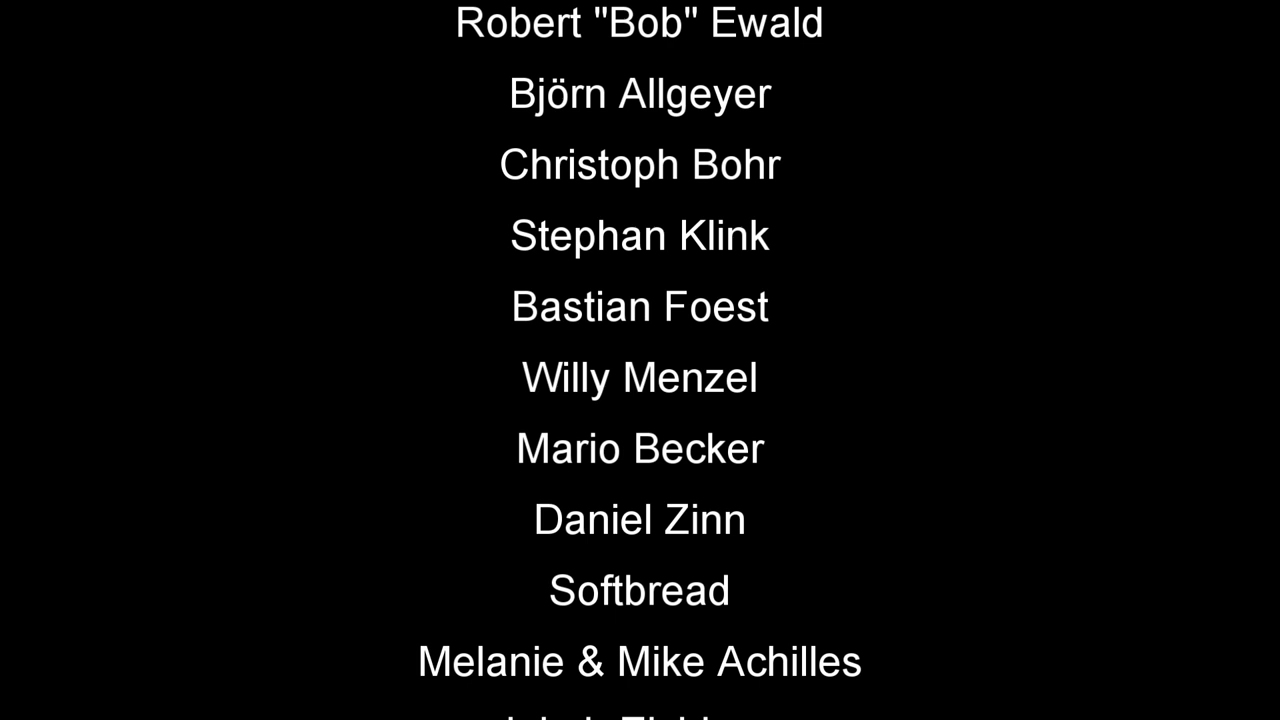 Robert "Bob" Ewald
Björn Allgeyer
Christoph Bohr
Stephan Klink
Bastian Foest
Willy Menzel
Mario Becker
Daniel Zinn
Softbread
Melanie & Mike Achilles